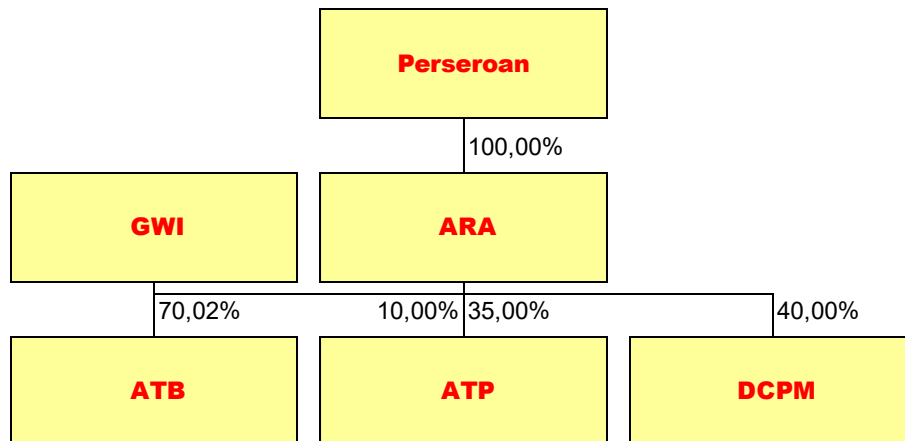 Perseroan
100,00%
GWI
ARA
70,02%
10,00%
35,00%
40,00%
ATB
ATP
DCPM